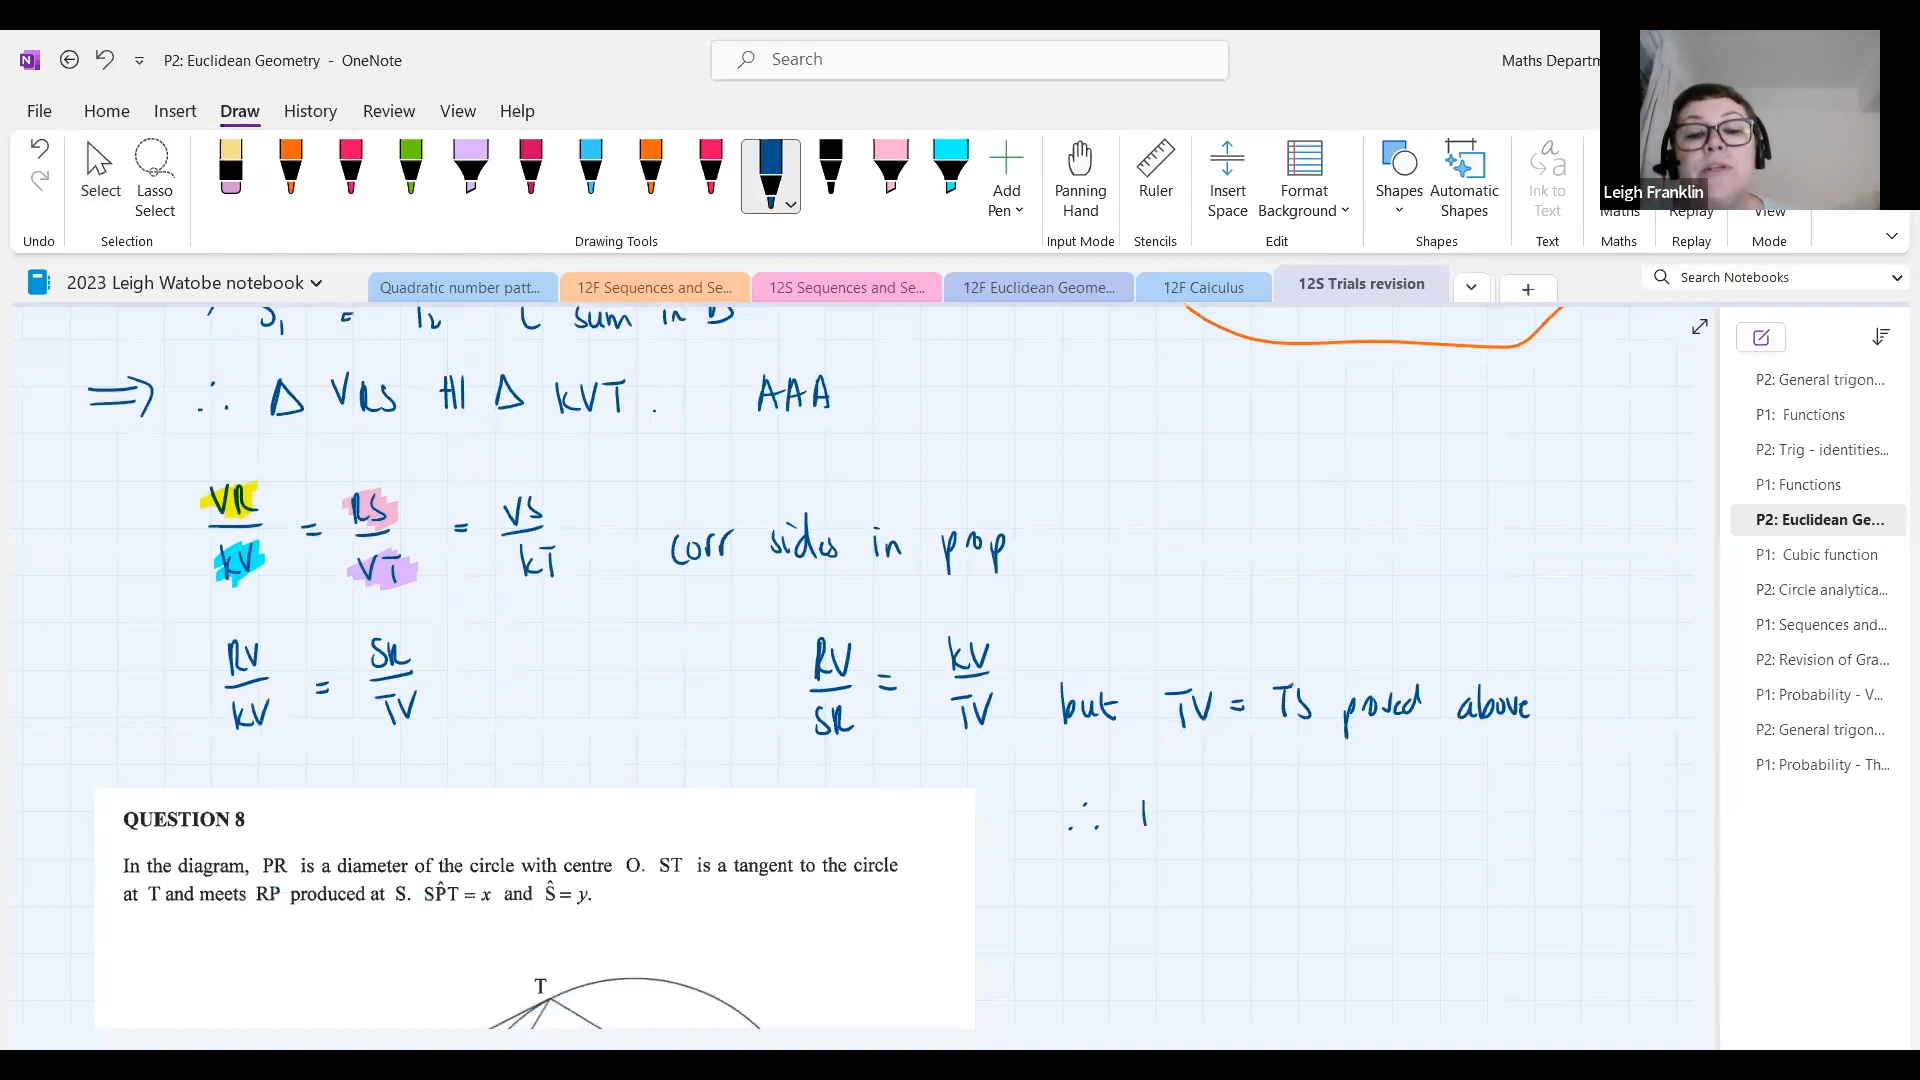 P2: Euclidean Geometry - OneNote
Search
Maths Departm
File Home Insert Draw History Review View Help
Leigh Franklin
Select
Lasso Select
Add Pen
Panning Hand
Ruler
Insert Space
Format Background
Shapes
Automatic Shapes
Ink to Text
Maths
Replay
View
Undo Selection Drawing Tools Input Mode Stencils Edit Shapes Text Maths Replay Mode
2023 Leigh Watobe notebook
Quadratic number patt...
12F Sequences and Se...
12S Sequences and Se...
12F Euclidean Geome...
12F Calculus
12S Trials revision
+
Search Notebooks
sum in
⇒ ∴ Δ VRS ||| Δ KVT. AAA
VR/KV = RS/VT = VS/KT corr sides in prop
RV/KV = SR/TV
RV/SR = KV/TV but TV = TS proved above
∴
QUESTION 8
In the diagram, PR is a diameter of the circle with centre O. ST is a tangent to the circle
at T and meets RP produced at S. SP̂T = x and Ŝ = y.
T
P2: General trigon...
P1: Functions
P2: Trig - identities...
P1: Functions
P2: Euclidean Ge...
P1: Cubic function
P2: Circle analytica...
P1: Sequences and...
P2: Revision of Gra...
P1: Probability - V...
P2: General trigon...
P1: Probability - Th...